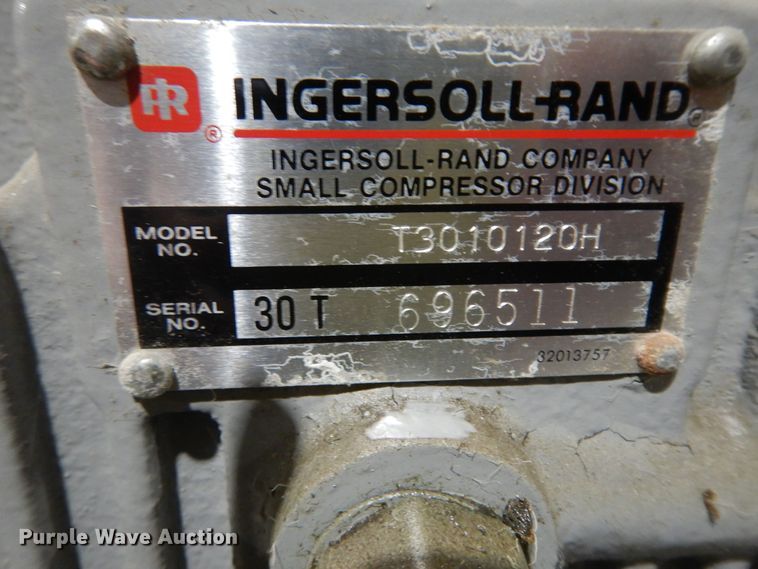 IR ® INGERSOLL-RAND®
INGERSOLL-RAND COMPANY
SMALL COMPRESSOR DIVISION
MODEL NO. T3010120H
SERIAL NO. 30 T 696511
32013757
Purple Wave Auction